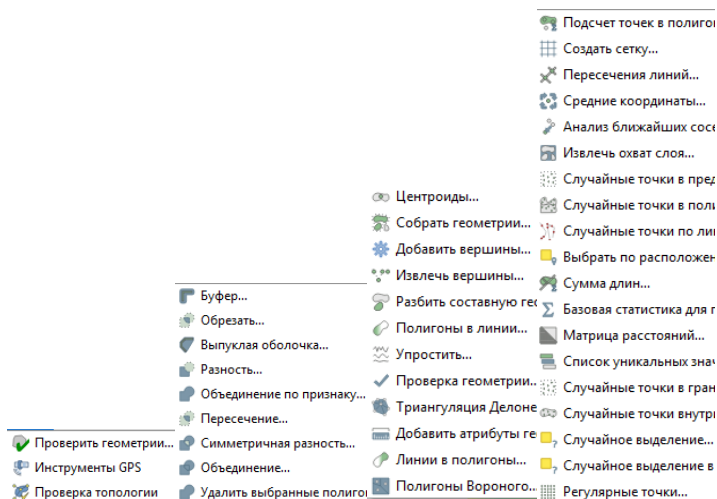 Проверить геометрии...
Инструменты GPS
Проверка топологии
Буфер...
Обрезать...
Выпуклая оболочка...
Разность...
Объединение по признаку...
Пересечение...
Симметричная разность...
Объединение...
Удалить выбранные полиго
Центроиды...
Собрать геометрии...
Добавить вершины...
Извлечь вершины...
Разбить составную гео
Полигоны в линии...
Упростить...
Проверка геометрии...
Триангуляция Делоне
Добавить атрибуты ге
Линии в полигоны...
Полигоны Вороного...
Подсчет точек в полигон
Создать сетку...
Пересечения линий...
Средние координаты...
Анализ ближайших сосе
Извлечь охват слоя...
Случайные точки в пред
Случайные точки в поли
Случайные точки по лин
Выбрать по расположен
Сумма длин...
Базовая статистика для п
Матрица расстояний...
Список уникальных знач
Случайные точки в гран
Случайные точки внутри
Случайное выделение...
Случайное выделение в
Регулярные точки...